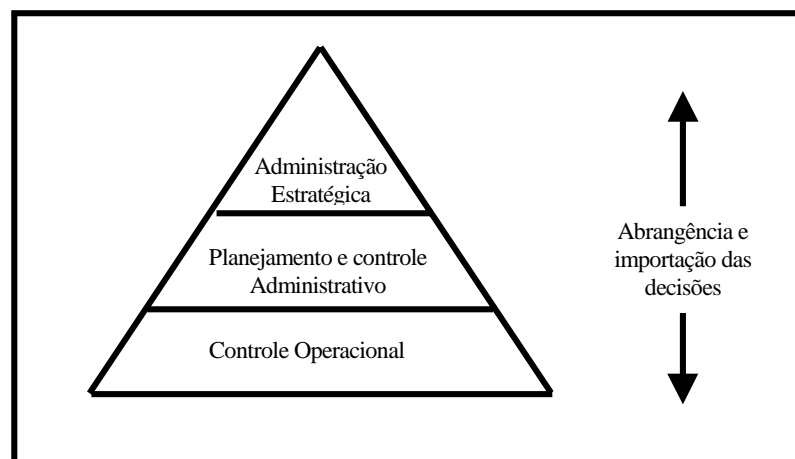 Administração
Estratégica
Planejamento e controle
Administrativo
Controle Operacional
Abrangência e
importação das
decisões